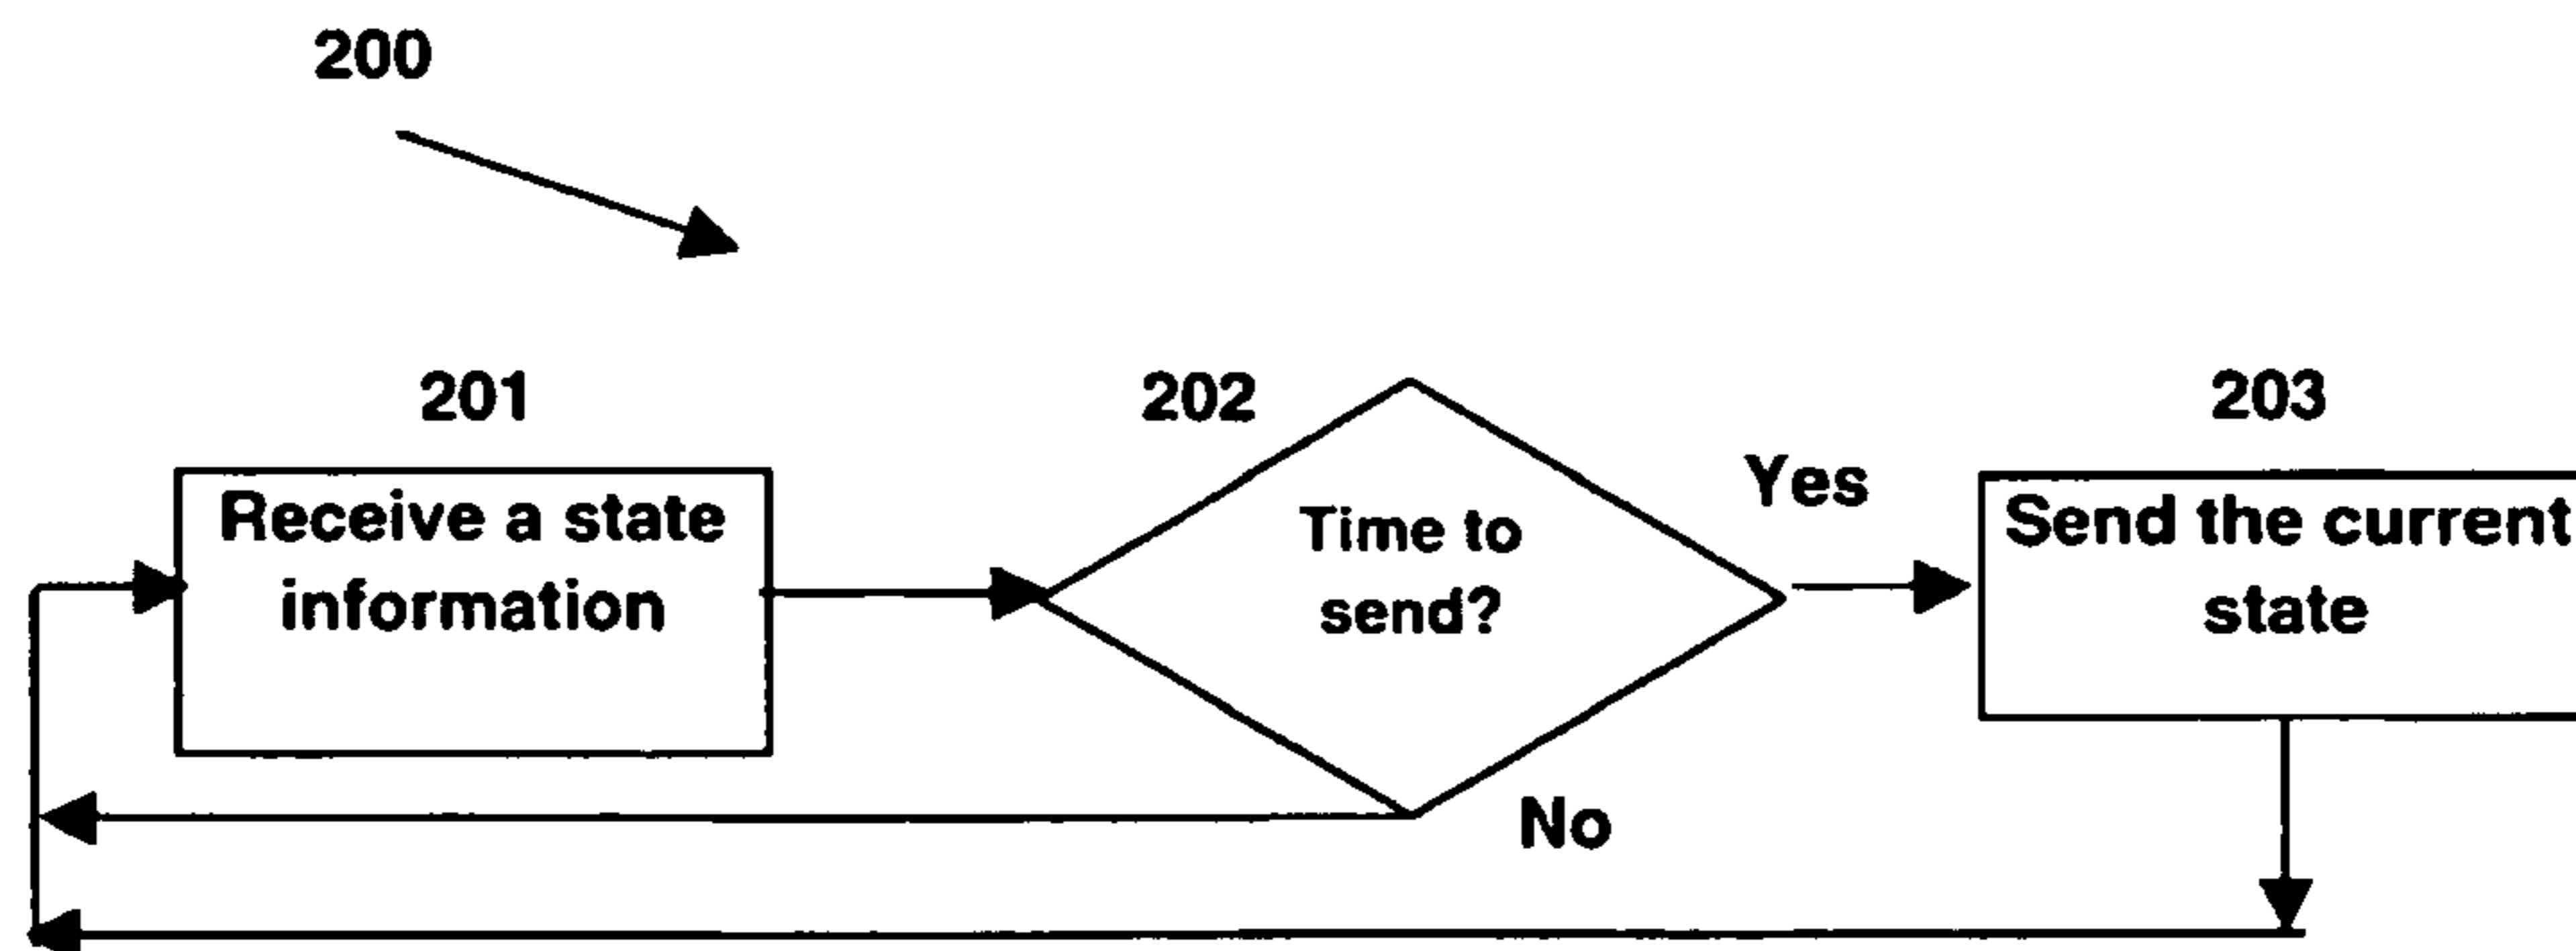 200
201
Receive a state
information
202
Time to
send?
Yes
No
203
Send the current
state